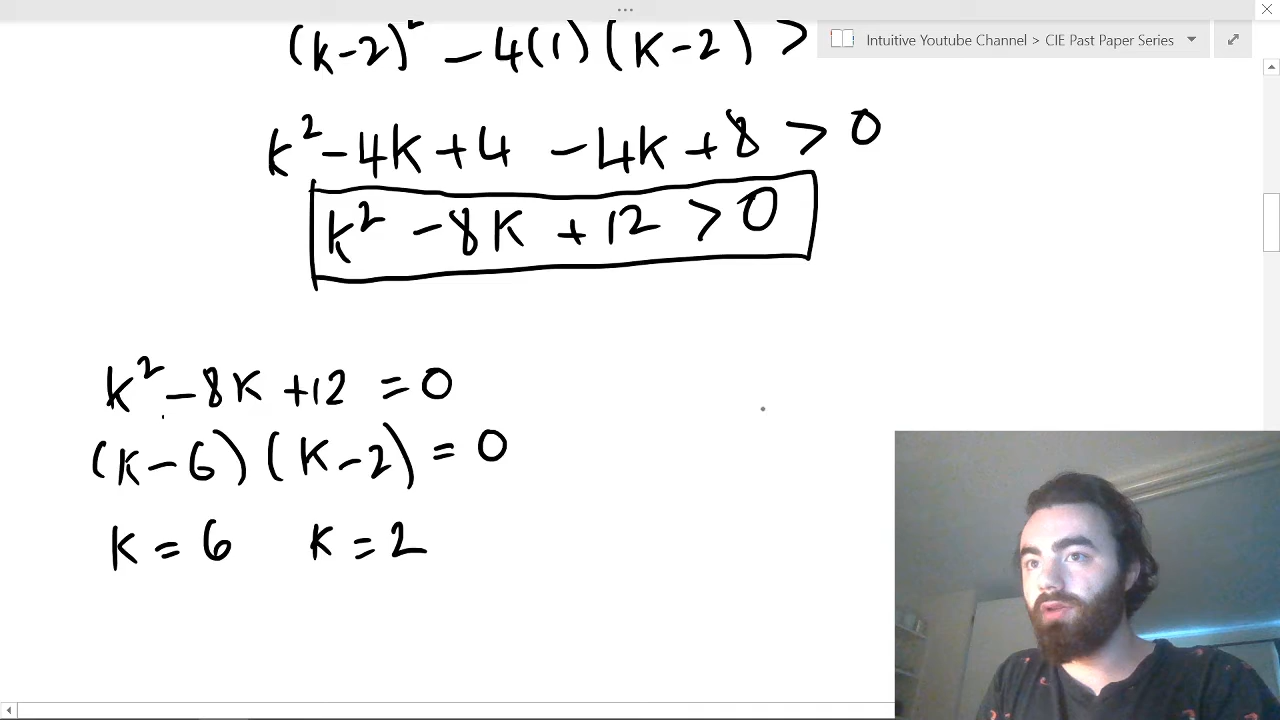 Intuitive Youtube Channel > CIE Past Paper Series
(k-2)² - 4(1)(k-2) >
k² - 4k + 4 - 4k + 8 > 0
k² - 8k + 12 > 0
k² - 8k + 12 = 0
(k - 6)(k - 2) = 0
k = 6 k = 2